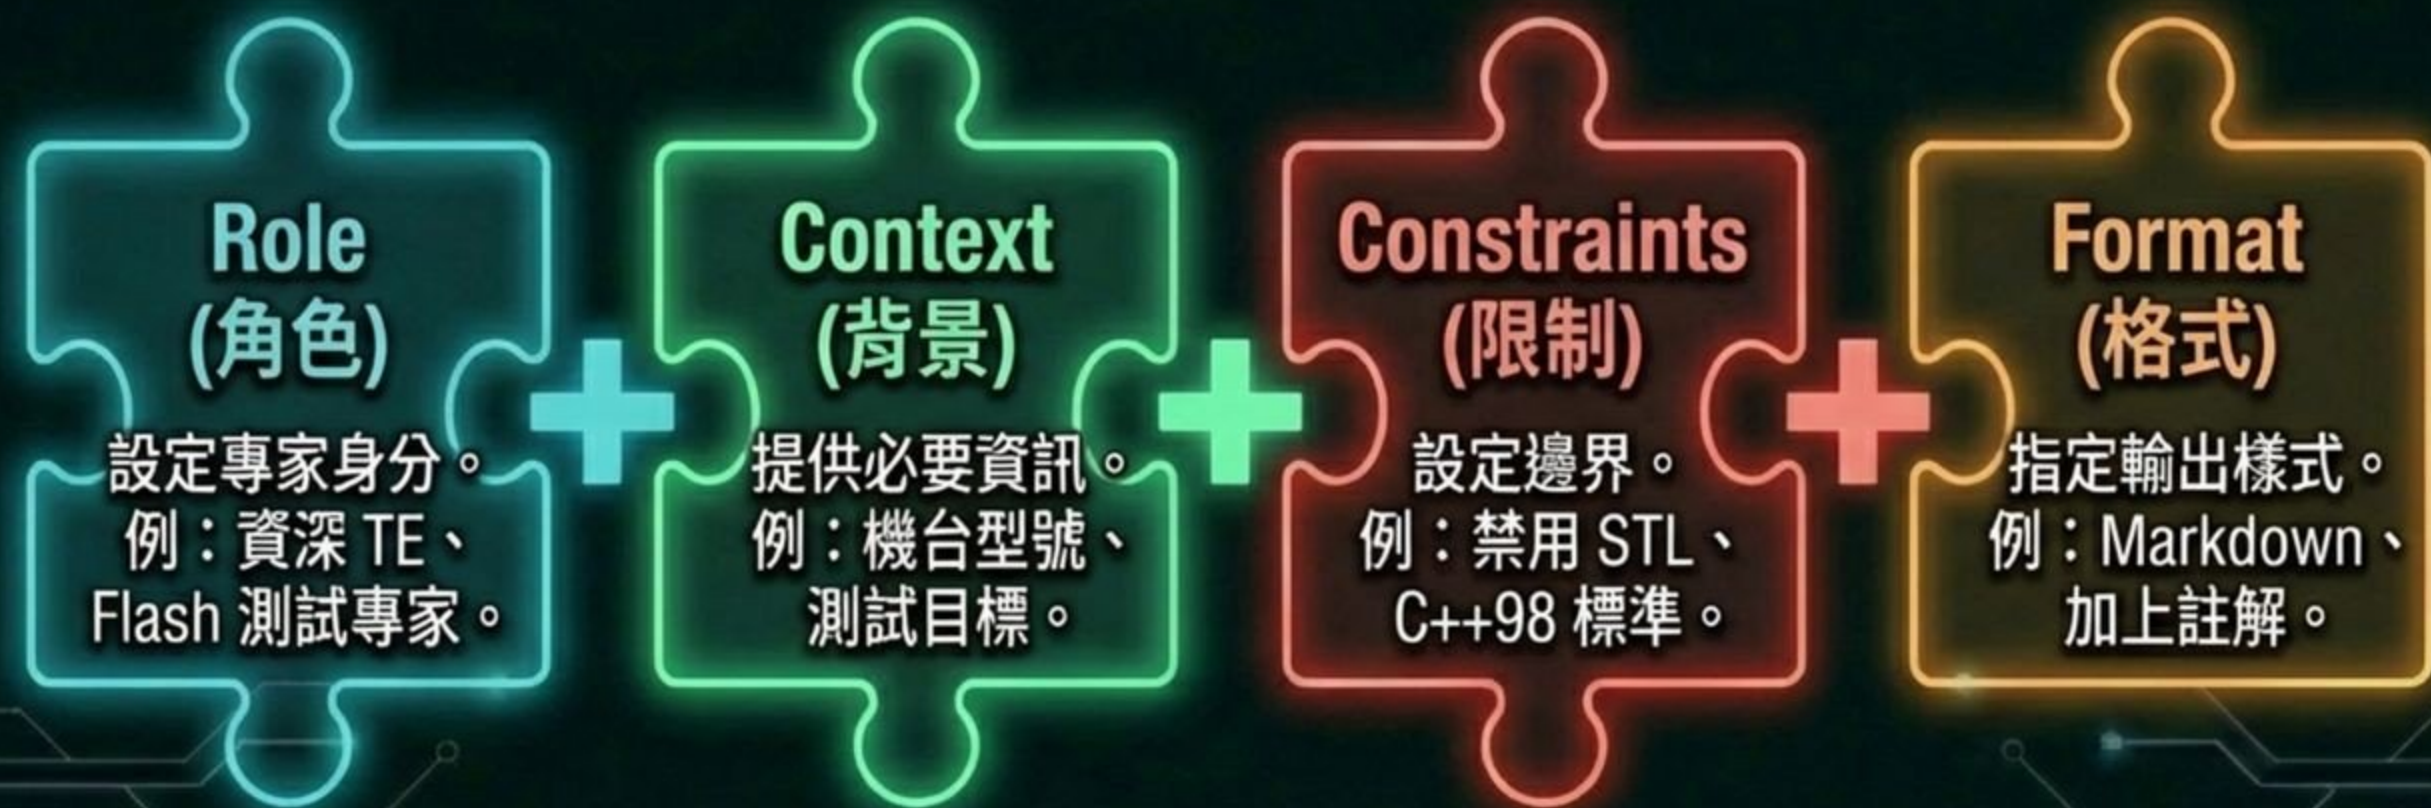 Role
(角色)
設定專家身分。
例：資深 TE、
Flash 測試專家。
Context
(背景)
提供必要資訊。
例：機台型號、
測試目標。
Constraints
(限制)
設定邊界。
例：禁用 STL、
C++98 標準。
Format
(格式)
指定輸出樣式。
例：Markdown、
加上註解。